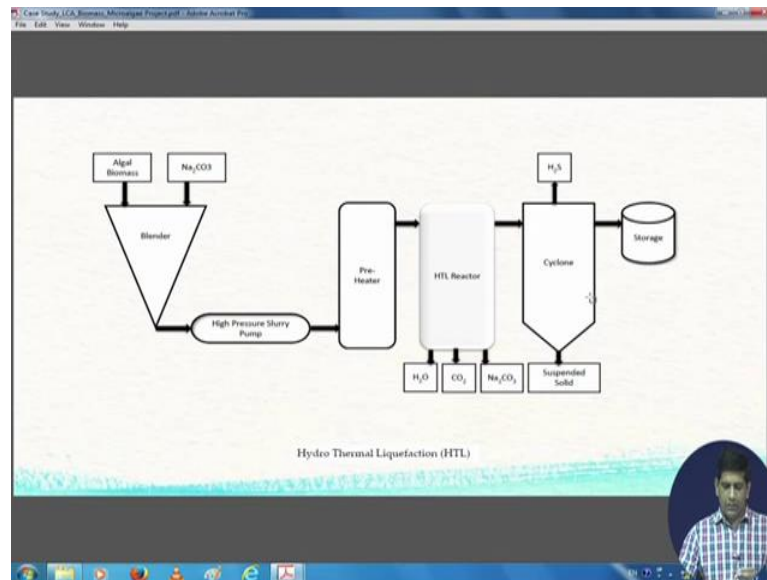 Case Study_LCA_Biomass_Microalgae Project.pdf - Adobe Acrobat Pro
File Edit View Window Help
Algal
Biomass
Na₂CO3
H₂S
Blender
Pre-
Heater
HTL Reactor
Cyclone
Storage
High Pressure Slurry
Pump
H₂O
CO₂
Na₂CO₃
Suspended
Solid
Hydro Thermal Liquefaction (HTL)
EN